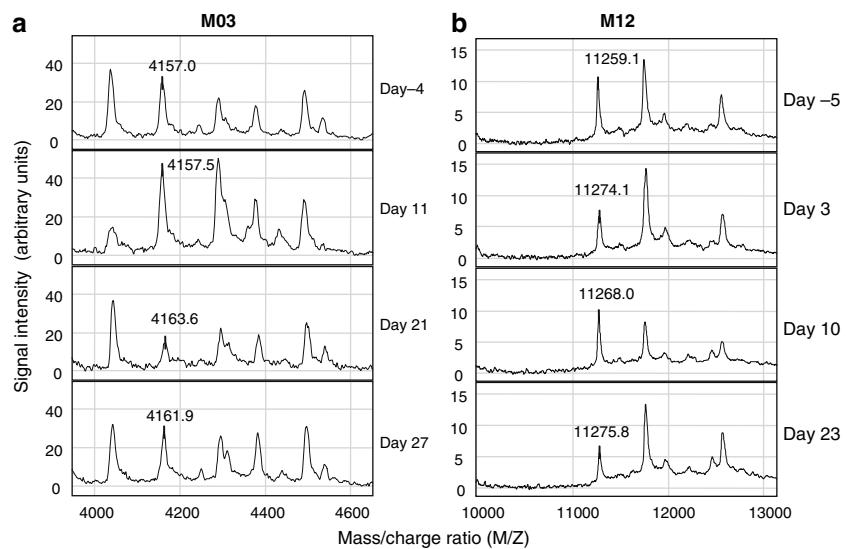 a M03
40
20
0
4157.0
Day–4
40
20
0
4157.5
Day 11
40
20
0
4163.6
Day 21
40
20
0
4161.9
Day 27
4000 4200 4400 4600
Signal intensity (arbitrary units)
b M12
15
10
5
0
11259.1
Day –5
15
10
5
0
11274.1
Day 3
15
10
5
0
11268.0
Day 10
15
10
5
0
11275.8
Day 23
10000 11000 12000 13000
Mass/charge ratio (M/Z)